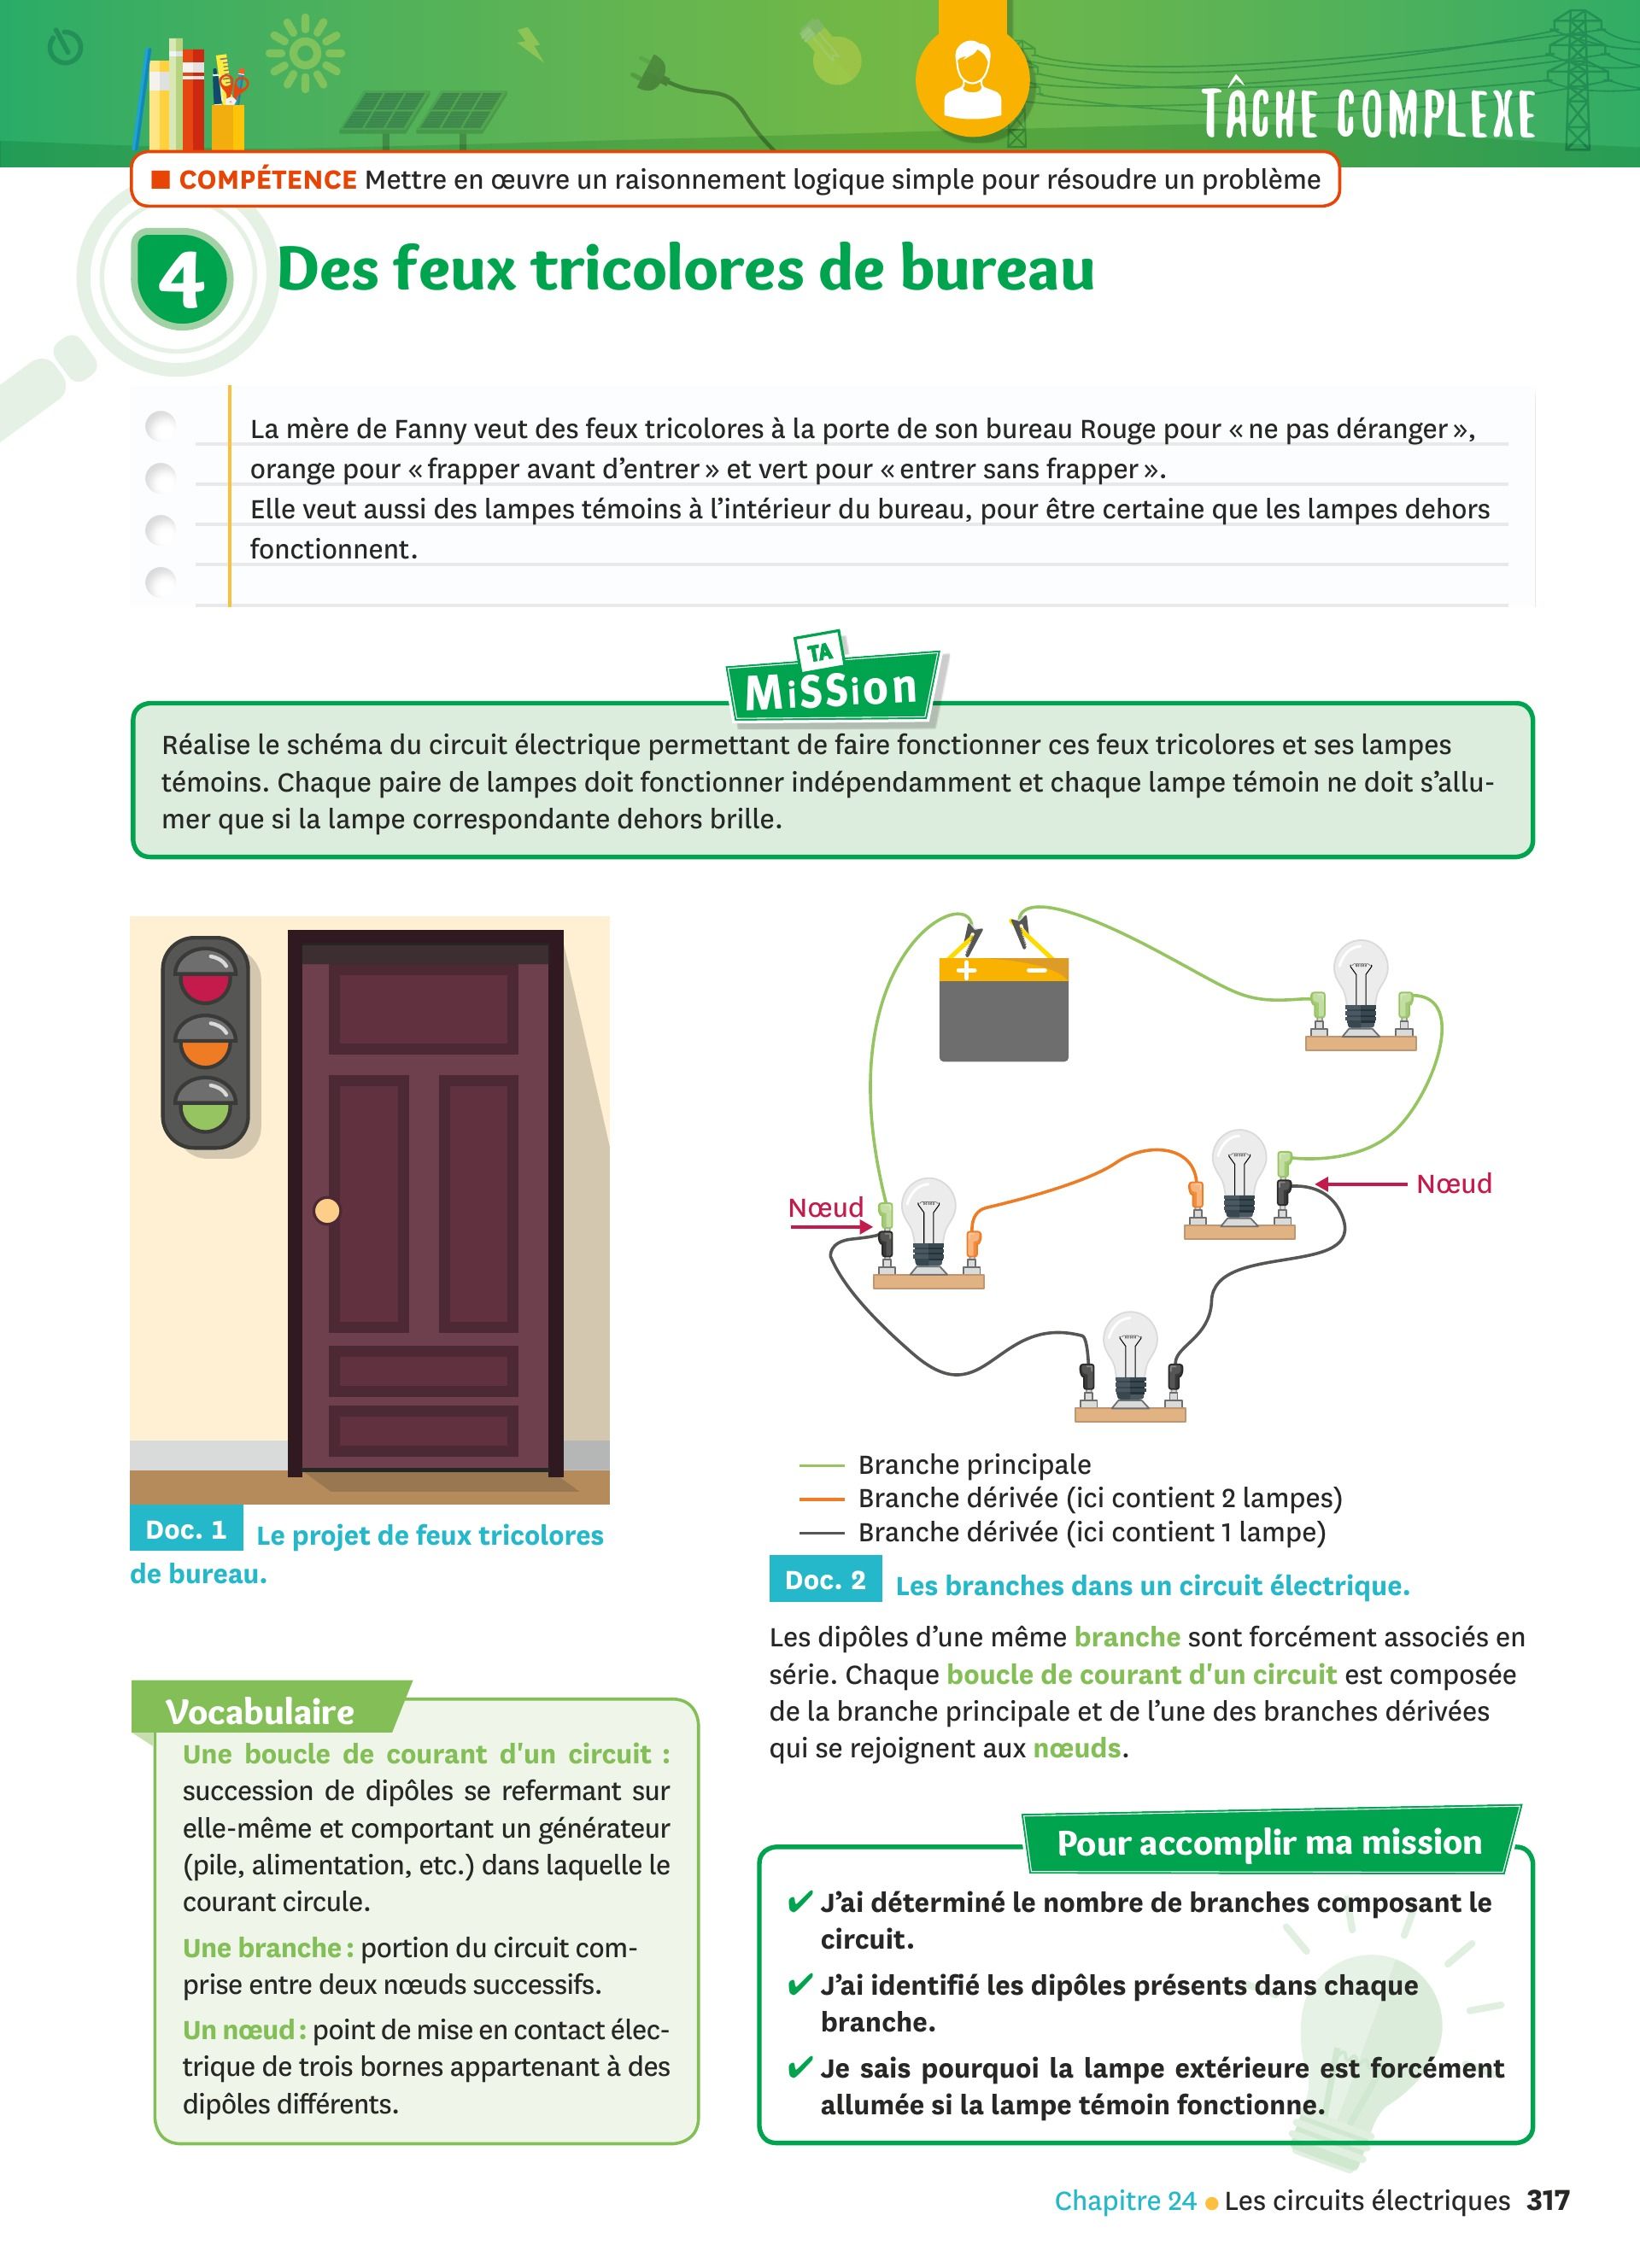 TÂCHE COMPLEXE
■ COMPÉTENCE Mettre en œuvre un raisonnement logique simple pour résoudre un problème
4 Des feux tricolores de bureau
La mère de Fanny veut des feux tricolores à la porte de son bureau Rouge pour « ne pas déranger »,
orange pour « frapper avant d’entrer » et vert pour « entrer sans frapper ».
Elle veut aussi des lampes témoins à l’intérieur du bureau, pour être certaine que les lampes dehors
fonctionnent.
TA
MiSSion
Réalise le schéma du circuit électrique permettant de faire fonctionner ces feux tricolores et ses lampes
témoins. Chaque paire de lampes doit fonctionner indépendamment et chaque lampe témoin ne doit s’allu-
mer que si la lampe correspondante dehors brille.
+ −
Nœud
Nœud
Branche principale
Branche dérivée (ici contient 2 lampes)
Branche dérivée (ici contient 1 lampe)
Doc. 1 Le projet de feux tricolores
de bureau.
Doc. 2 Les branches dans un circuit électrique.
Les dipôles d’une même branche sont forcément associés en
série. Chaque boucle de courant d'un circuit est composée
de la branche principale et de l’une des branches dérivées
qui se rejoignent aux nœuds.
Vocabulaire
Une boucle de courant d'un circuit :
succession de dipôles se refermant sur
elle-même et comportant un générateur
(pile, alimentation, etc.) dans laquelle le
courant circule.
Une branche : portion du circuit com-
prise entre deux nœuds successifs.
Un nœud : point de mise en contact élec-
trique de trois bornes appartenant à des
dipôles différents.
Pour accomplir ma mission
✔ J’ai déterminé le nombre de branches composant le
circuit.
✔ J’ai identifié les dipôles présents dans chaque
branche.
✔ Je sais pourquoi la lampe extérieure est forcément
allumée si la lampe témoin fonctionne.
Chapitre 24 ● Les circuits électriques 317